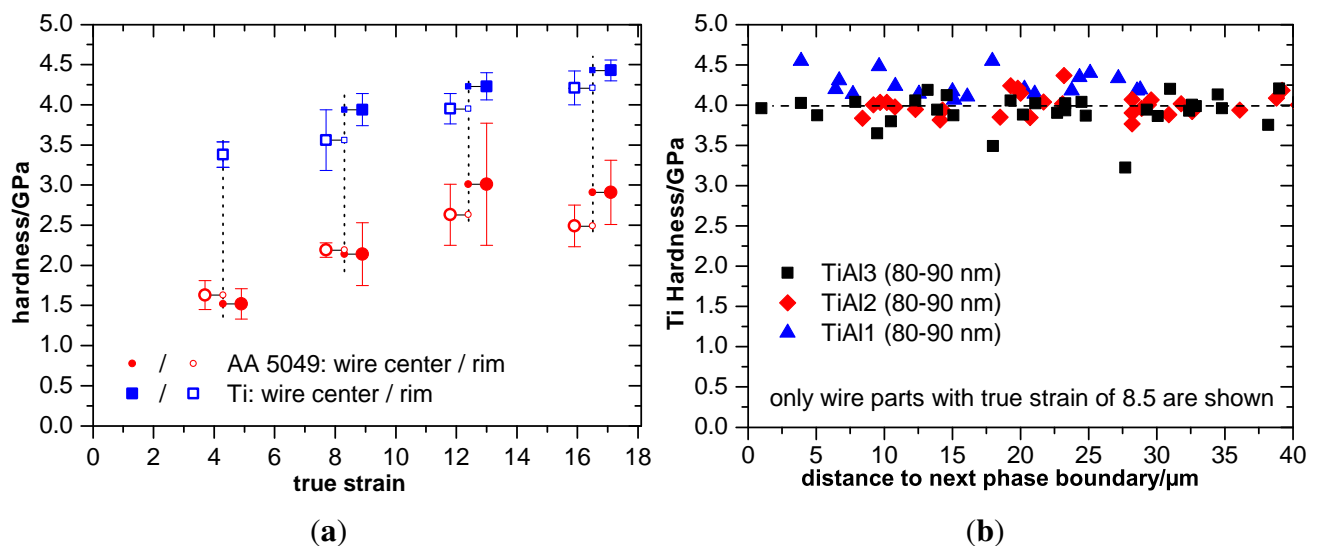 5.0
4.5
4.0
3.5
3.0
2.5
2.0
1.5
1.0
0.5
0.0
hardness/GPa
● / ○ AA 5049: wire center / rim
■ / □ Ti: wire center / rim
0 2 4 6 8 10 12 14 16 18
true strain
(a)
5.0
4.5
4.0
3.5
3.0
2.5
2.0
1.5
1.0
0.5
0.0
Ti Hardness/GPa
TiAl3 (80-90 nm)
TiAl2 (80-90 nm)
TiAl1 (80-90 nm)
only wire parts with true strain of 8.5 are shown
0 5 10 15 20 25 30 35 40
distance to next phase boundary/µm
(b)